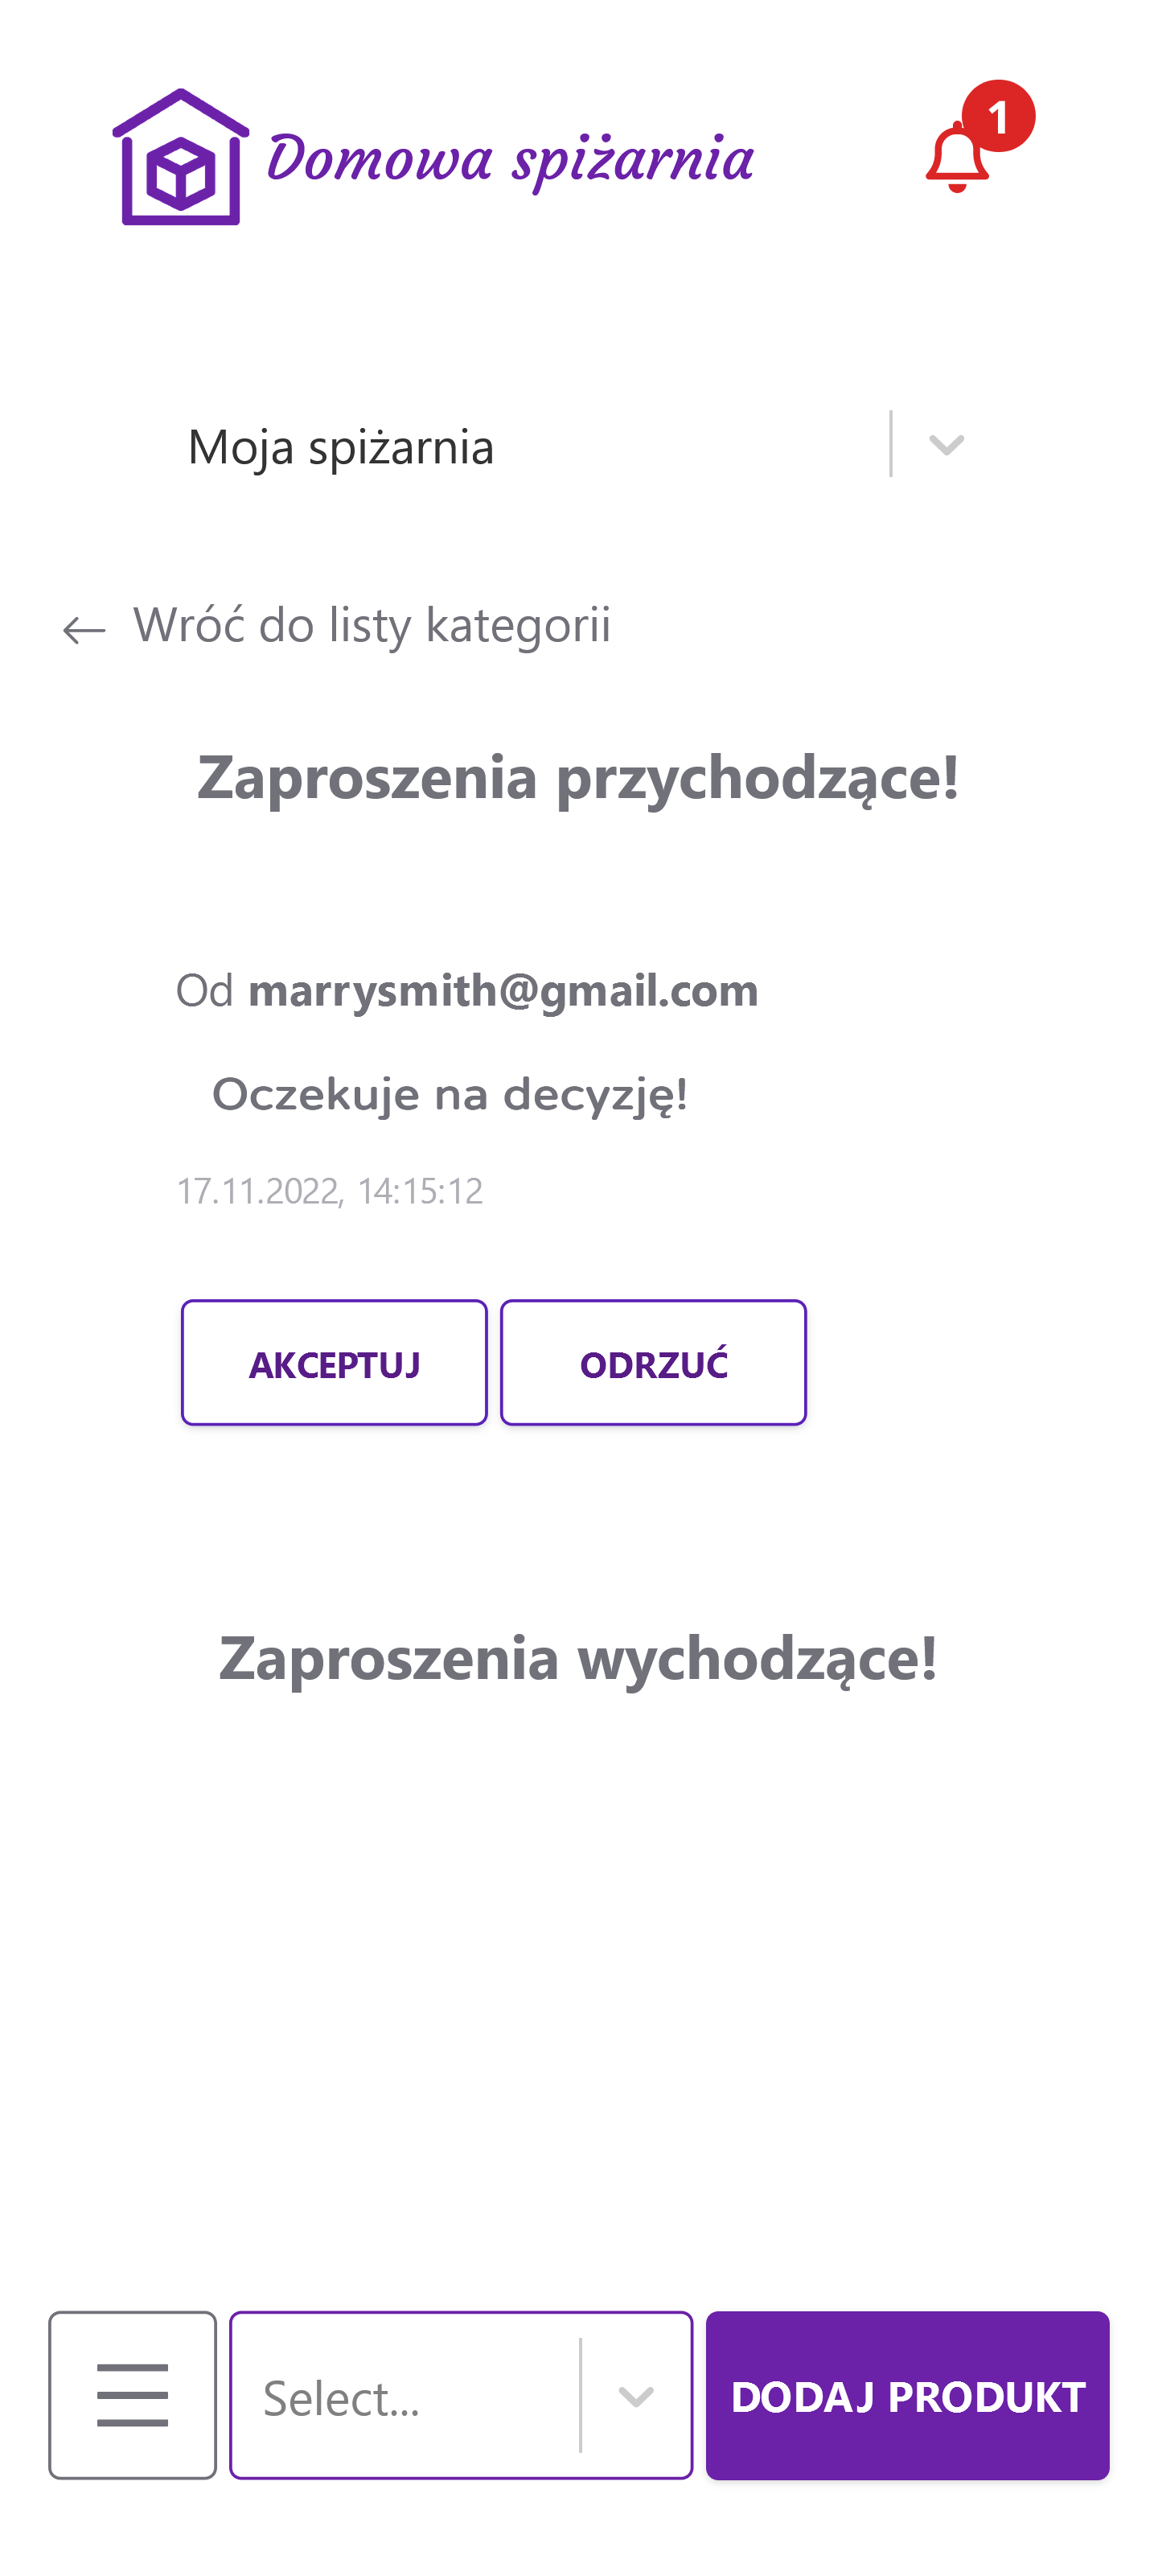 Domowa spiżarnia
1
Moja spiżarnia
Wróć do listy kategorii
Zaproszenia przychodzące!
Od marrysmith@gmail.com
Oczekuje na decyzję!
17.11.2022, 14:15:12
AKCEPTUJ
ODRZUĆ
Zaproszenia wychodzące!
Select...
DODAJ PRODUKT